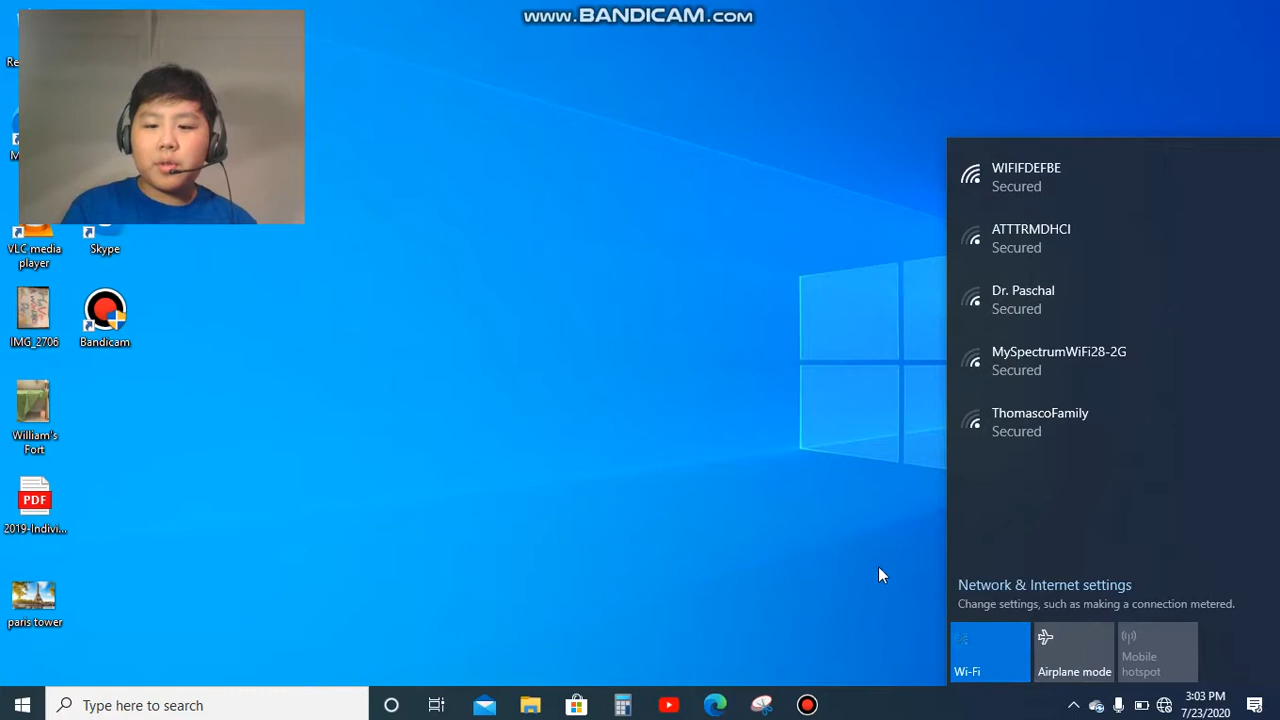 WWW.BANDICAM.COM
VLC media
player
Skype
IMG_2706
Bandicam
William's
Fort
PDF
2019-Indivi...
paris tower
WIFIFDEFBE
Secured
ATTTRMDHCI
Secured
Dr. Paschal
Secured
MySpectrumWiFi28-2G
Secured
ThomascoFamily
Secured
Network & Internet settings
Change settings, such as making a connection metered.
Wi-Fi
Airplane mode
Mobile
hotspot
Type here to search
3:03 PM
7/23/2020